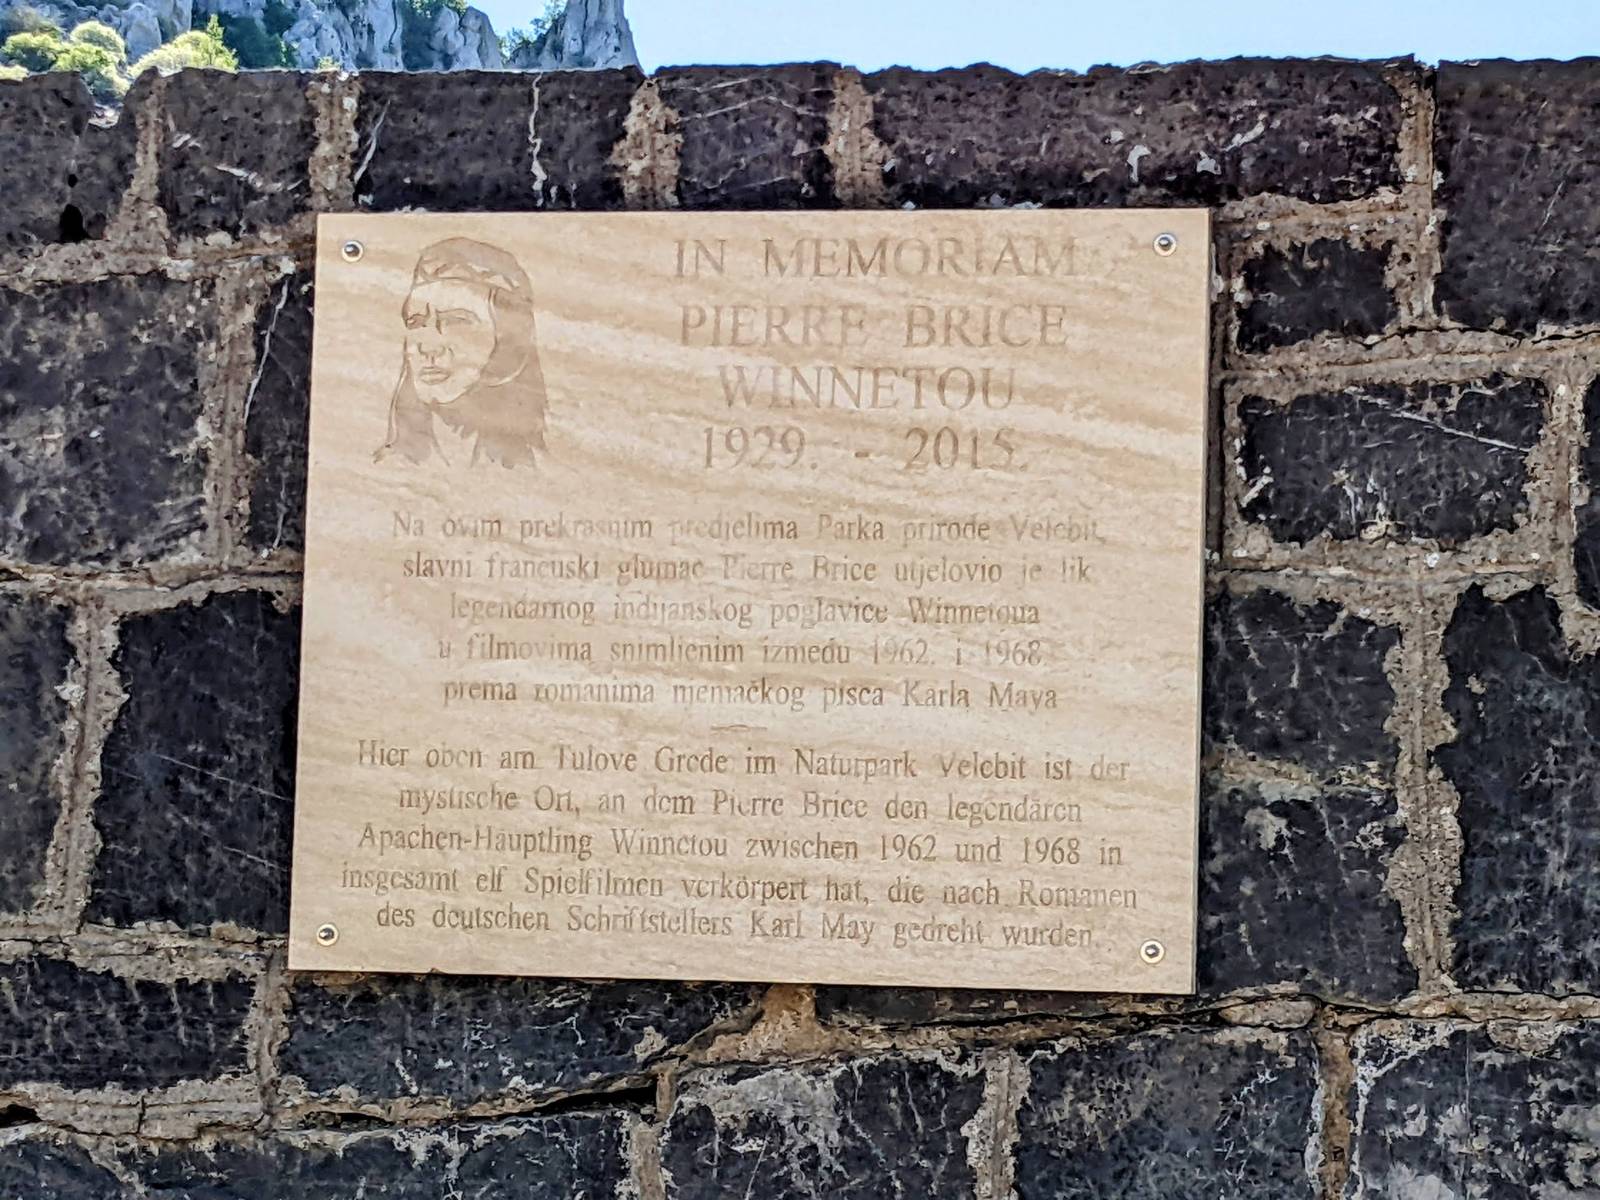 IN MEMORIAM
PIERRE BRICE
WINNETOU
1929. - 2015.
Na ovim prekrasnim predjelima Parka prirode Velebit,
slavni francuski glumac Pierre Brice utjelovio je lik
legendarnog indijanskog poglavice Winnetoua
u filmovima snimljenim između 1962. i 1968.
prema romanima njemačkog pisca Karla Maya
Hier oben am Tulove Grede im Naturpark Velebit ist der
mystische Ort, an dem Pierre Brice den legendären
Apachen-Häuptling Winnetou zwischen 1962 und 1968 in
insgesamt elf Spielfilmen verkörpert hat, die nach Romanen
des deutschen Schriftstellers Karl May gedreht wurden.